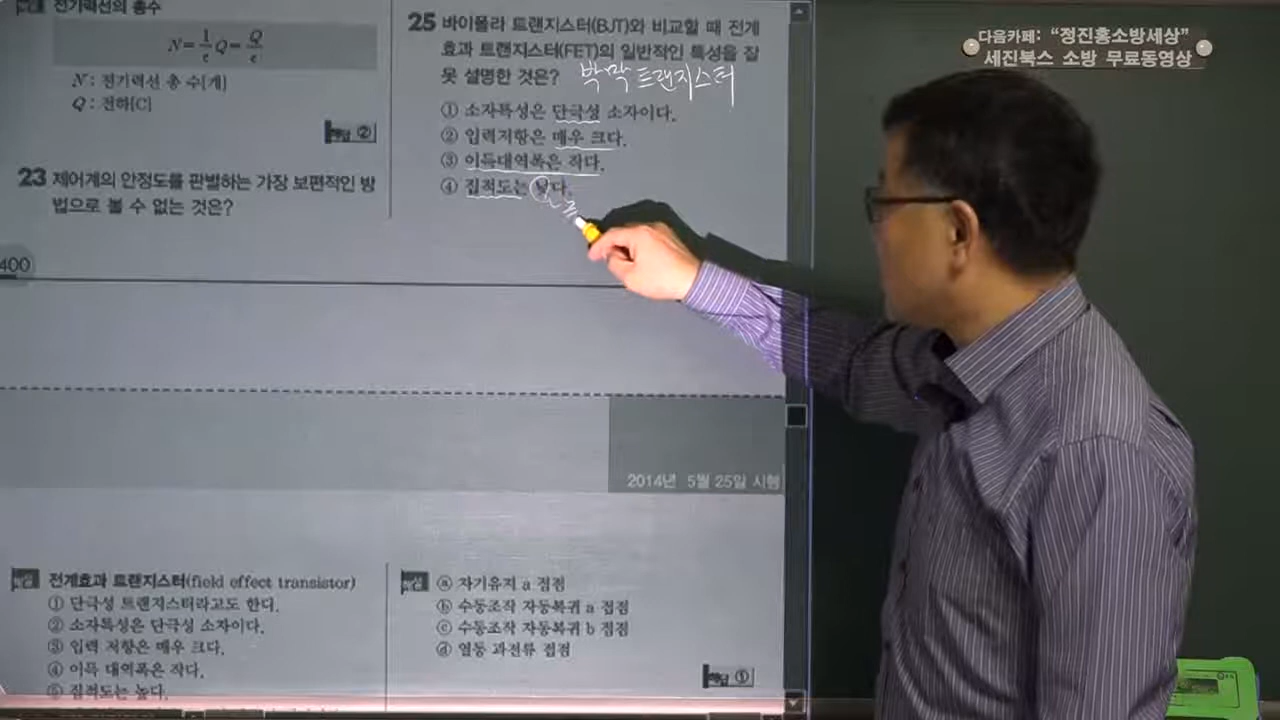 전기력선의 총수
N = 1/ε Q = Q/ε
N : 전기력선 총 수[개]
Q : 전하[C]
해답 ②
23 제어계의 안정도를 판별하는 가장 보편적인 방
법으로 볼 수 없는 것은?
400
25 바이폴라 트랜지스터(BJT)와 비교할 때 전계
효과 트랜지스터(FET)의 일반적인 특성을 잘
못 설명한 것은?
박막 트랜지스터
① 소자특성은 단극성 소자이다.
② 입력저항은 매우 크다.
③ 이득대역폭은 작다.
④ 집적도는
다음카페: "정진홍소방세상"
세진북스 소방 무료동영상
2014년 5월 25일 시행
해설 전계효과 트랜지스터(field effect transistor)
① 단극성 트랜지스터라고도 한다.
② 소자특성은 단극성 소자이다.
③ 입력 저항은 매우 크다.
④ 이득 대역폭은 작다.
⑤ 집적도는 높다.
해설 ⓐ 자기유지 a 접점
ⓑ 수동조작 자동복귀 a 접점
ⓒ 수동조작 자동복귀 b 접점
ⓓ 열동 과전류 접점
해답 ①